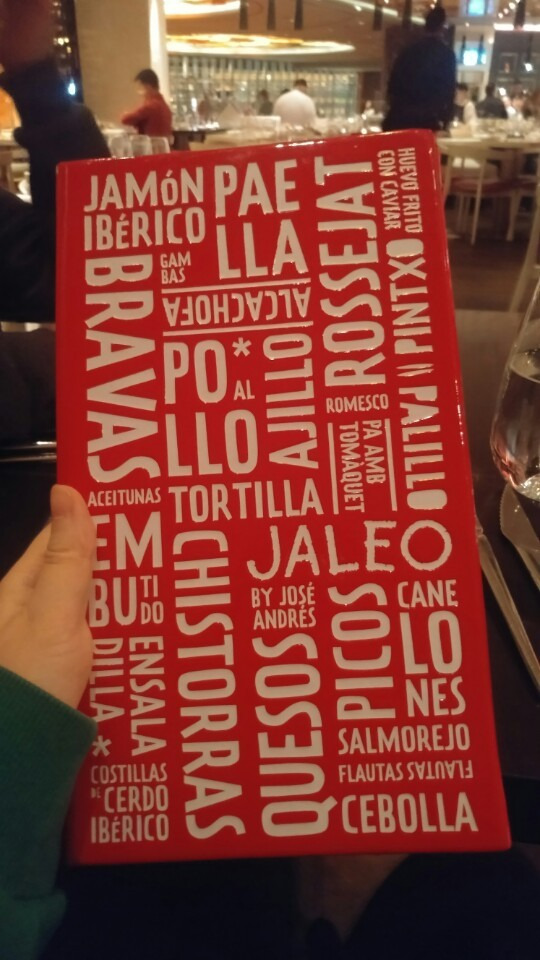 JAMÓN
IBÉRICO
PAE
LLA
GAM
BAS
BRAVAS
ALCACHOFA
PO*
LLO
AL
AJILLO
ROSSEJAT
HUEVO FRITO
CON CAVIAR
PINTXO
PALILLO
ROMESCO
PA AMB
TOMÀQUET
ACEITUNAS
TORTILLA
EM
BU
TI
DO
CHISTORRAS
JALEO
BY JOSÉ
ANDRÉS
QUESOS
PICOS
CANE
LO
NES
ENSALA
DILLA*
SALMOREJO
FLAUTAS FLAUTAS
COSTILLAS
DE CERDO
IBÉRICO
CEBOLLA